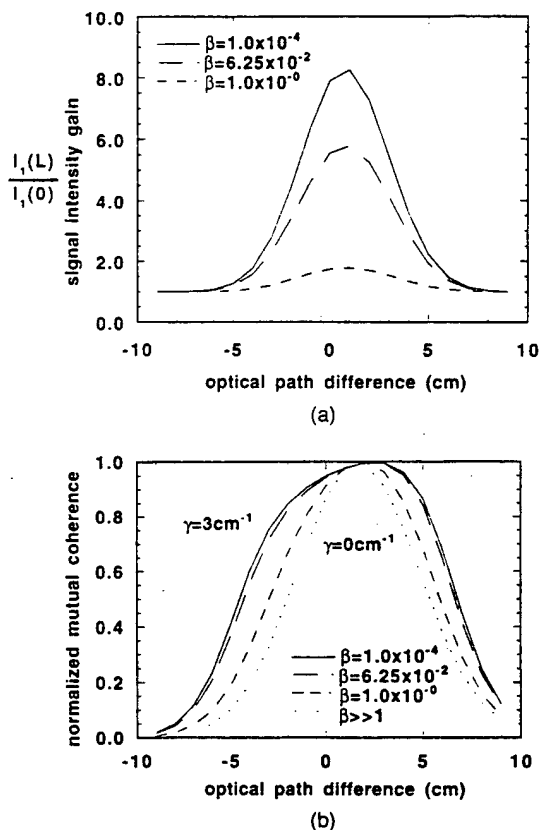 10.0
8.0
6.0
4.0
2.0
0.0
β=1.0x10⁻⁴
β=6.25x10⁻²
β=1.0x10⁻⁰
I₁(L)
I₁(0)
signal intensity gain
-10
-5
0
5
10
optical path difference (cm)
(a)
1.0
0.8
0.6
0.4
0.2
0.0
normalized mutual coherence
γ=3cm⁻¹
γ=0cm⁻¹
β=1.0x10⁻⁴
β=6.25x10⁻²
β=1.0x10⁻⁰
β>>1
-10
-5
0
5
10
optical path difference (cm)
(b)